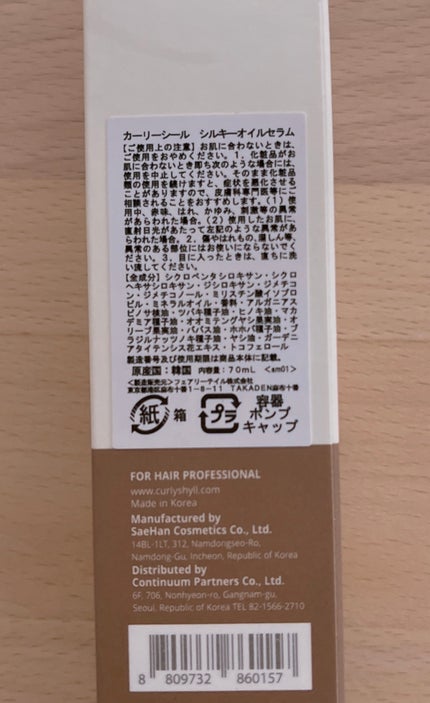 カーリーシール　シルキーオイルセラム
【ご使用上の注意】お肌に合わないときは、
ご使用をおやめください。1．化粧品がお
肌に合わないとき即ち次のような場合には、
使用を中止してください。そのまま化粧品
類の使用を続けますと、症状を悪化させる
ことがありますので、皮膚科専門医等にご
相談されることをおすすめします。（1）使
用中、赤味、はれ、かゆみ、刺激等の異常
があらわれた場合。（2）使用したお肌に、
直射日光があたって左記のような異常があ
らわれた場合。2．傷やはれもの、湿しん等、
異常のある部位にはお使いにならないでく
ださい。3．目に入ったときは、直ちに洗
い流してください。
【全成分】シクロペンタシロキサン・シクロ
ヘキサシロキサン・ジシロキサン・ジメチコ
ン・ジメチコノール・ミリスチン酸イソプロ
ピル・ミネラルオイル・香料・アルガニアス
ピノサ核油・ツバキ種子油・ヒノキ油・マカ
デミア種子油・オオミテングヤシ果実油・オ
リーブ果実油・ババス油・ホホバ種子油・ブ
ラジルナッツノキ種子油・ヤシ油・ガーデニ
アタイテンシス花エキス・トコフェロール
製造番号及び使用期限は商品本体に記載。
原産国：韓国　内容量：70mL　<am01>
<製造販売元>フェアリーテイル株式会社
東京都港区麻布十番1-8-11　TAKADEN麻布十番
紙 箱 プラ 容器
ポンプ
キャップ
FOR HAIR PROFESSIONAL
www.curlyshyll.com
Made in Korea
Manufactured by
SaeHan Cosmetics Co., Ltd.
14BL-1LT, 312, Namdongseo-Ro,
Namdong-Gu, Incheon, Republic of Korea
Distributed by
Continuum Partners Co., Ltd.
6F, 706, Nonhyeon-ro, Gangnam-gu,
Seoul, Republic of Korea TEL 82-1566-2710
8 809732 860157